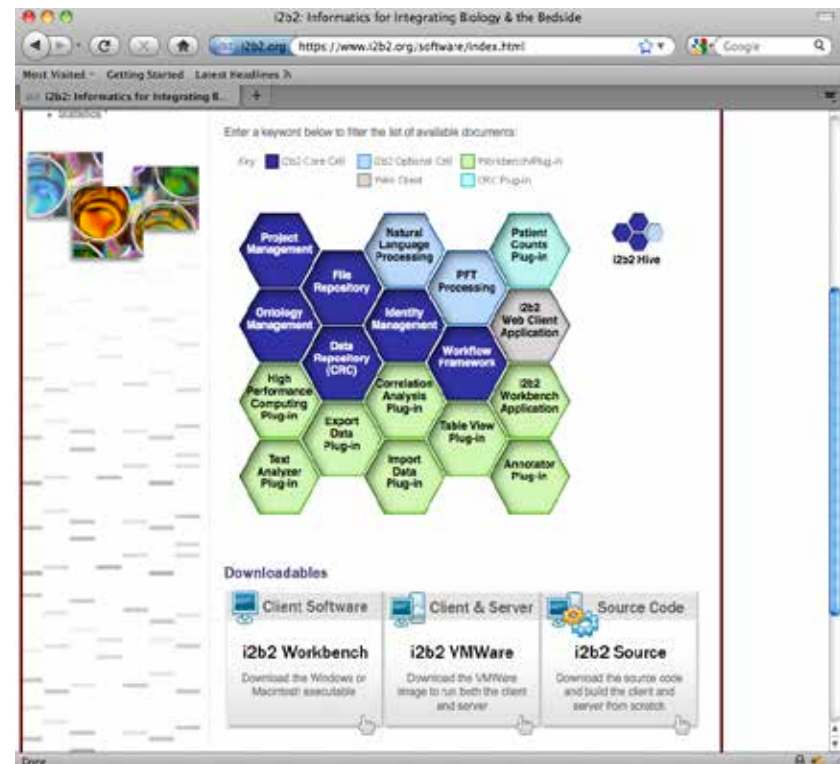 i2b2: Informatics for Integrating Biology & the Bedside
i2b2.org https://www.i2b2.org/software/index.html
Google
Most Visited Getting Started Latest Headlines
i2b2: Informatics for Integrating B...
Statistics
Enter a keyword below to filter the list of available documents:
Key i2b2 Core Cell i2b2 Optional Cell Workbench/Plug-in
Web Client CRC Plug-in
Project Management
Natural Language Processing
Patient Counts Plug-in
File Repository
PFT Processing
i2b2 Hive
Ontology Management
Identity Management
i2b2 Web Client Application
Data Repository (CRC)
Workflow Framework
High Performance Computing Plug-in
Correlation Analysis Plug-in
i2b2 Workbench Application
Export Data Plug-in
Table View Plug-in
Text Analyzer Plug-in
Import Data Plug-in
Annotator Plug-in
Downloadables
Client Software
i2b2 Workbench
Download the Windows or
Macintosh executable
Client & Server
i2b2 VMWare
Download the VMWare
image to run both the client
and server
Source Code
i2b2 Source
Download the source code
and build the client and
server from scratch
Done